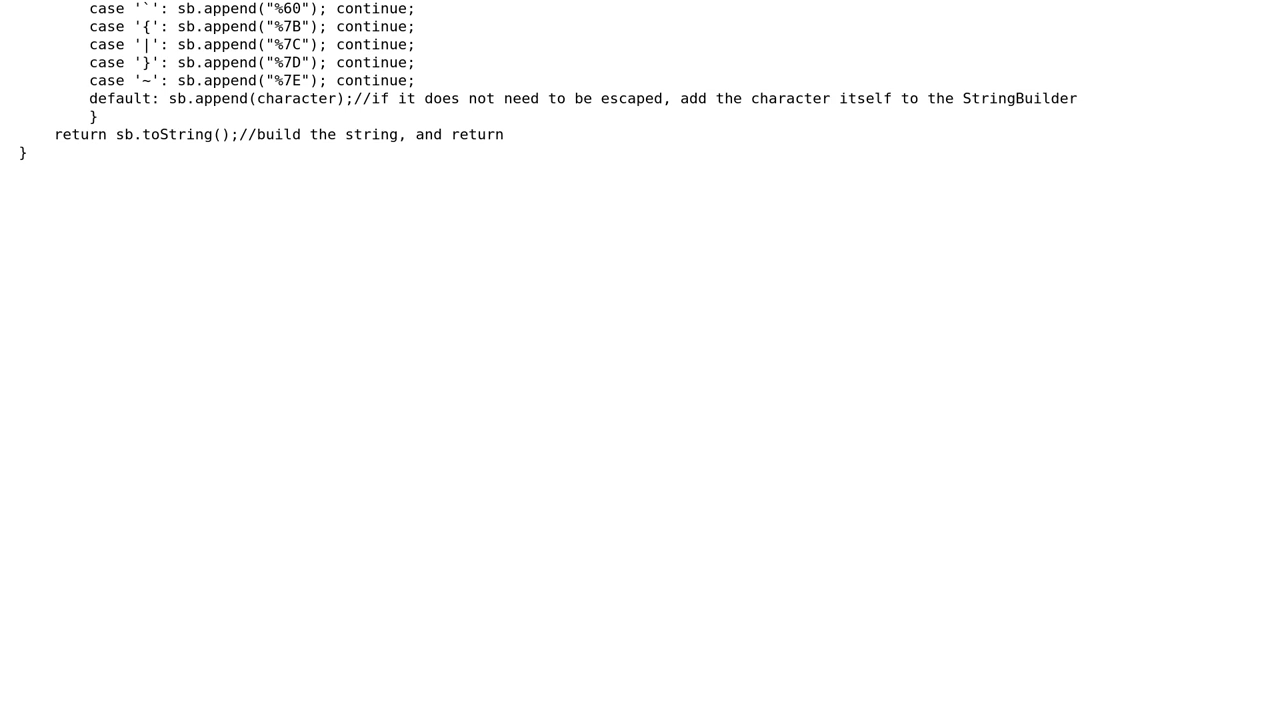 case '`': sb.append("%60"); continue;
case '{': sb.append("%7B"); continue;
case '|': sb.append("%7C"); continue;
case '}': sb.append("%7D"); continue;
case '~': sb.append("%7E"); continue;
default: sb.append(character);//if it does not need to be escaped, add the character itself to the StringBuilder
}
return sb.toString();//build the string, and return
}